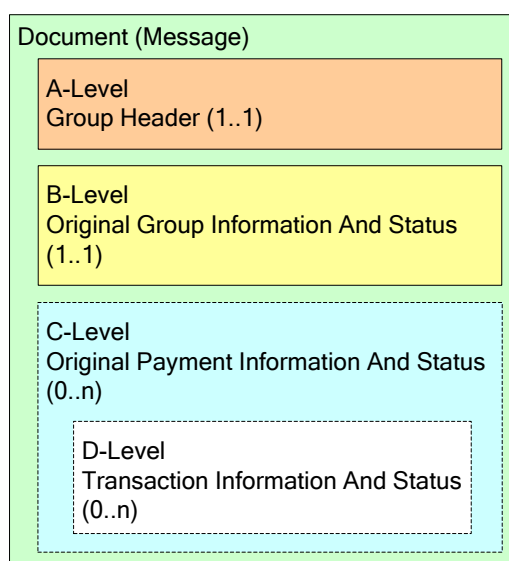 Document (Message)
A-Level
Group Header (1..1)
B-Level
Original Group Information And Status
(1..1)
C-Level
Original Payment Information And Status
(0..n)
D-Level
Transaction Information And Status
(0..n)